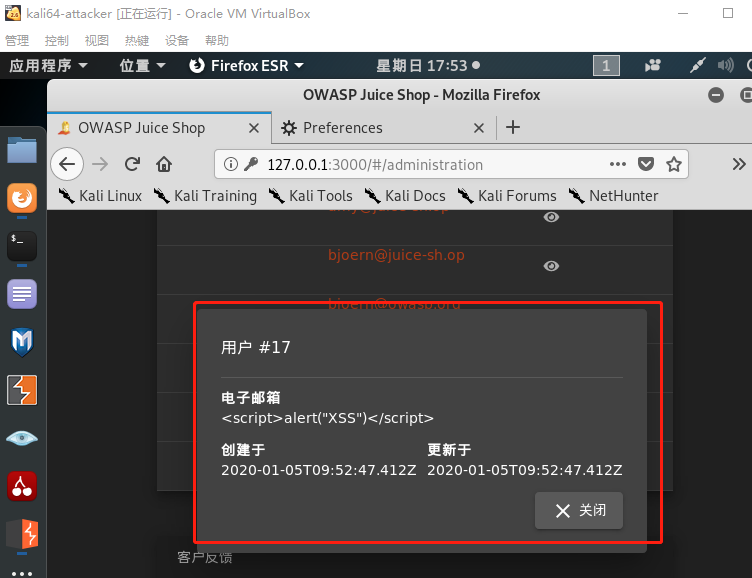 kali64-attacker [正在运行] - Oracle VM VirtualBox
管理 控制 视图 热键 设备 帮助
应用程序 位置 Firefox ESR 星期日 17:53 1
OWASP Juice Shop - Mozilla Firefox
OWASP Juice Shop Preferences
127.0.0.1:3000/#/administration
Kali Linux Kali Training Kali Tools Kali Docs Kali Forums NetHunter
bjoern@juice-sh.op
bjoern@owasp.org
用户 #17
电子邮箱
<script>alert("XSS")</script>
创建于 更新于
2020-01-05T09:52:47.412Z 2020-01-05T09:52:47.412Z
关闭
客户反馈